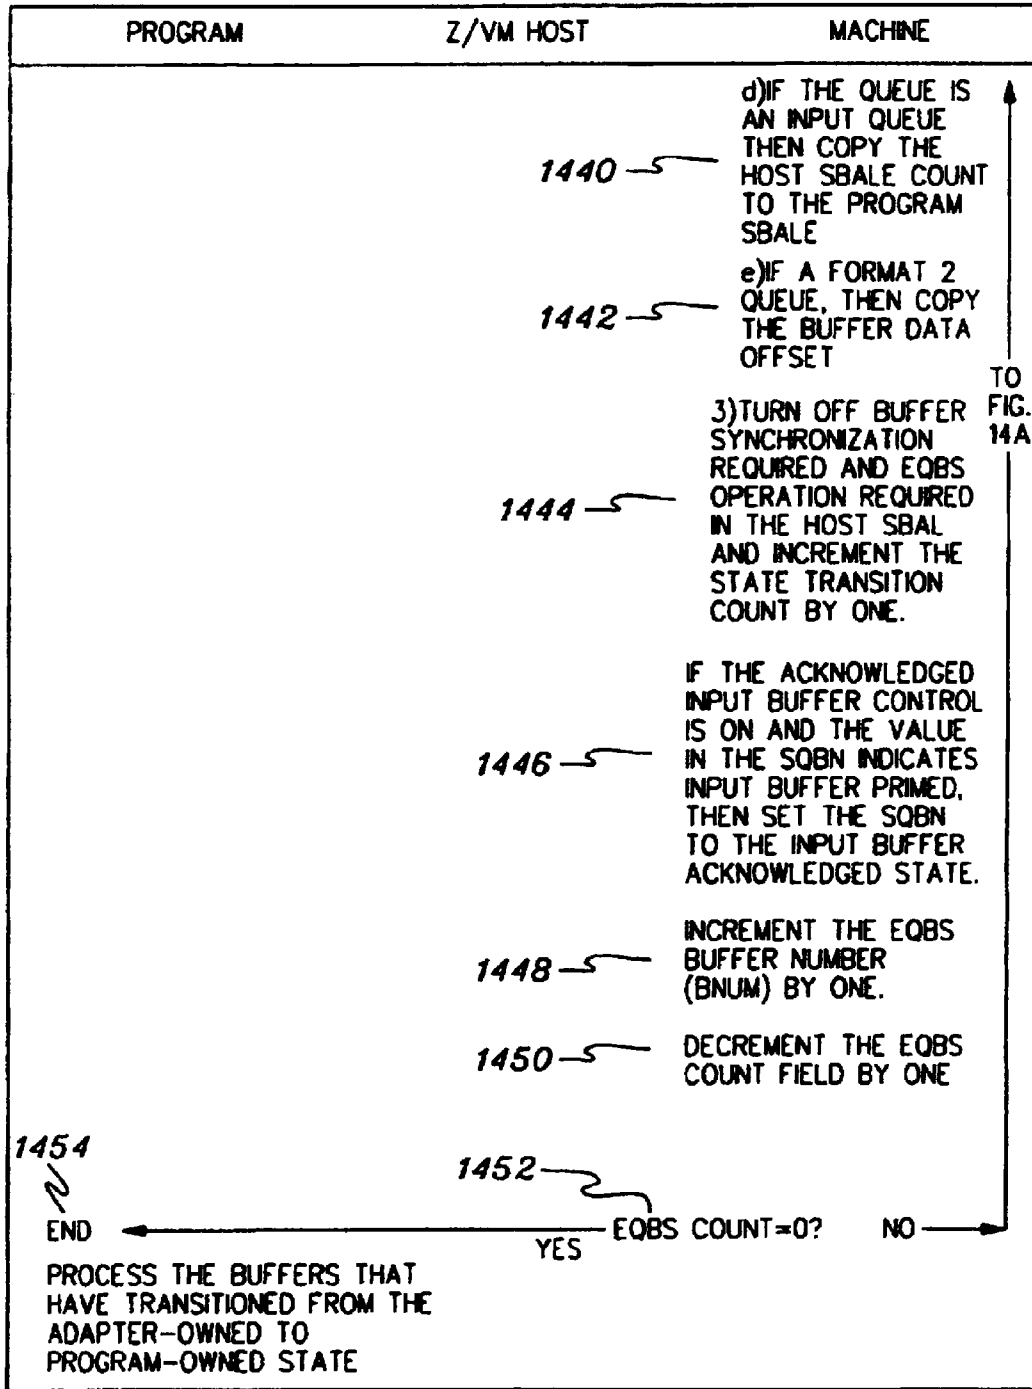 PROGRAM Z/VM HOST MACHINE
d)IF THE QUEUE IS
AN INPUT QUEUE
THEN COPY THE
HOST SBALE COUNT
TO THE PROGRAM
SBALE
1440
e)IF A FORMAT 2
QUEUE, THEN COPY
THE BUFFER DATA
OFFSET
1442
TO
FIG.
14A
3)TURN OFF BUFFER
SYNCHRONIZATION
REQUIRED AND EQBS
OPERATION REQUIRED
IN THE HOST SBAL
AND INCREMENT THE
STATE TRANSITION
COUNT BY ONE.
1444
IF THE ACKNOWLEDGED
INPUT BUFFER CONTROL
IS ON AND THE VALUE
IN THE SQBN INDICATES
INPUT BUFFER PRIMED,
THEN SET THE SQBN
TO THE INPUT BUFFER
ACKNOWLEDGED STATE.
1446
INCREMENT THE EQBS
BUFFER NUMBER
(BNUM) BY ONE.
1448
DECREMENT THE EQBS
COUNT FIELD BY ONE
1450
1454
1452
END YES EQBS COUNT=0? NO
PROCESS THE BUFFERS THAT
HAVE TRANSITIONED FROM THE
ADAPTER-OWNED TO
PROGRAM-OWNED STATE